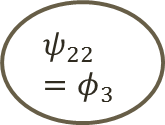 ψ₂₂
= ϕ₃